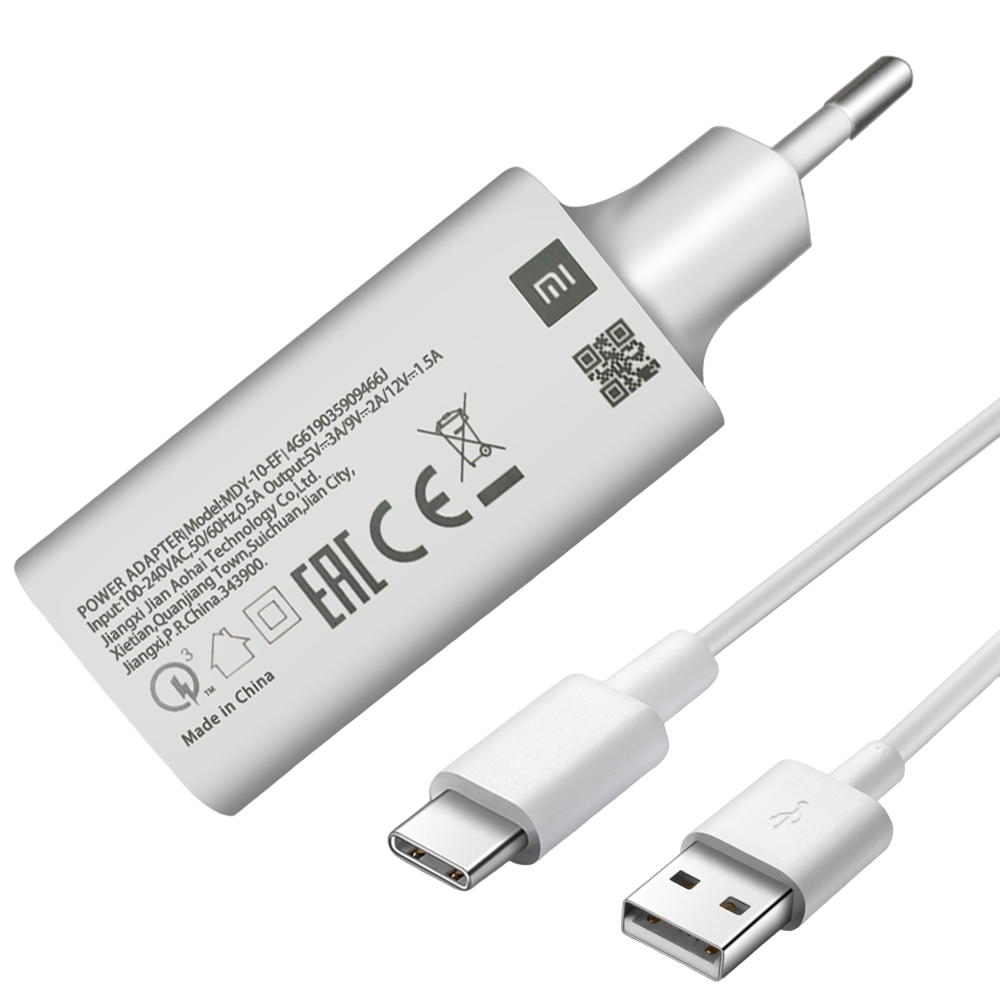 mi
POWER ADAPTER|Model:MDY-10-EF| 4G619035909466J
Input:100-240VAC,50/60Hz,0.5A Output:5V⎓3A/9V⎓2A/12V⎓1.5A
Jiangxi Jian Aohai Technology Co,Ltd.
Xietian,Quanjiang Town,Suichuan,Jian City,
Jiangxi,P.R.China.343900.
3
TM
EAC CE
Made in China